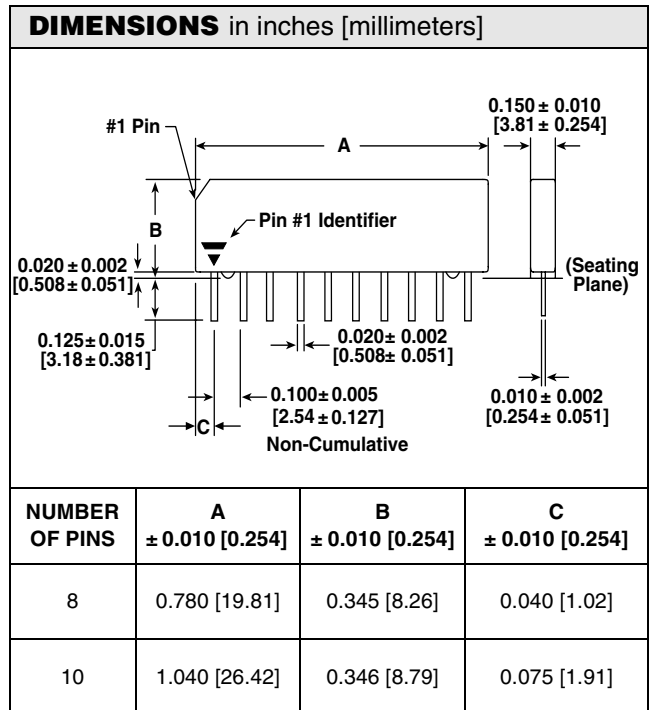 DIMENSIONS in inches [millimeters]
#1 Pin
A
0.150 ± 0.010
[3.81 ± 0.254]
B
Pin #1 Identifier
0.020 ± 0.002
[0.508 ± 0.051]
(Seating
Plane)
0.125 ± 0.015
[3.18 ± 0.381]
0.020 ± 0.002
[0.508 ± 0.051]
0.100 ± 0.005
[2.54 ± 0.127]
Non-Cumulative
C
0.010 ± 0.002
[0.254 ± 0.051]
NUMBER OF PINS | A ± 0.010 [0.254] | B ± 0.010 [0.254] | C ± 0.010 [0.254]
8 | 0.780 [19.81] | 0.345 [8.26] | 0.040 [1.02]
10 | 1.040 [26.42] | 0.346 [8.79] | 0.075 [1.91]